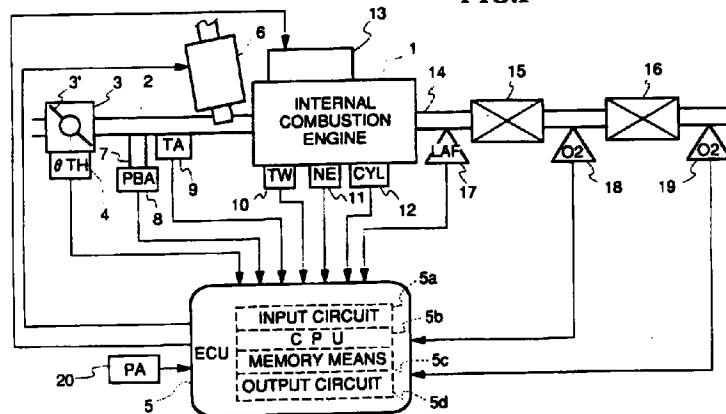 13
6
1
3'
3
2
14
15
16
INTERNAL
COMBUSTION
ENGINE
7
θTH
4
PBA
8
TA
9
TW
10
NE
11
CYL
12
LAF
17
O2
18
O2
19
5a
INPUT CIRCUIT
5b
C P U
ECU
MEMORY MEANS
5c
OUTPUT CIRCUIT
5d
PA
20
5